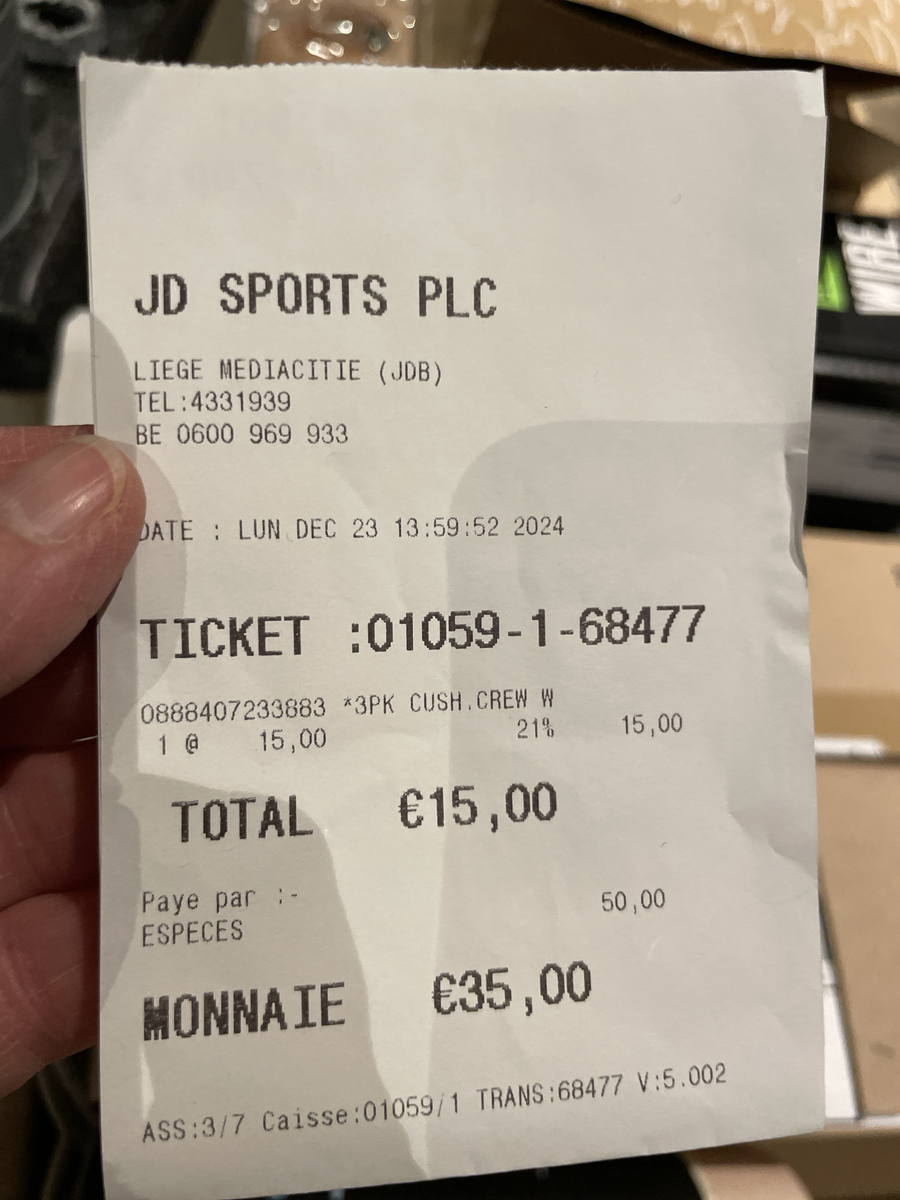 JD SPORTS PLC
LIEGE MEDIACITIE (JDB)
TEL:4331939
BE 0600 969 933
DATE : LUN DEC 23 13:59:52 2024
TICKET :01059-1-68477
0888407233883 *3PK CUSH.CREW W
1 @ 15,00 21% 15,00
TOTAL €15,00
Paye par :- 50,00
ESPECES
MONNAIE €35,00
ASS:3/7 Caisse:01059/1 TRANS:68477 V:5.002
WIRE